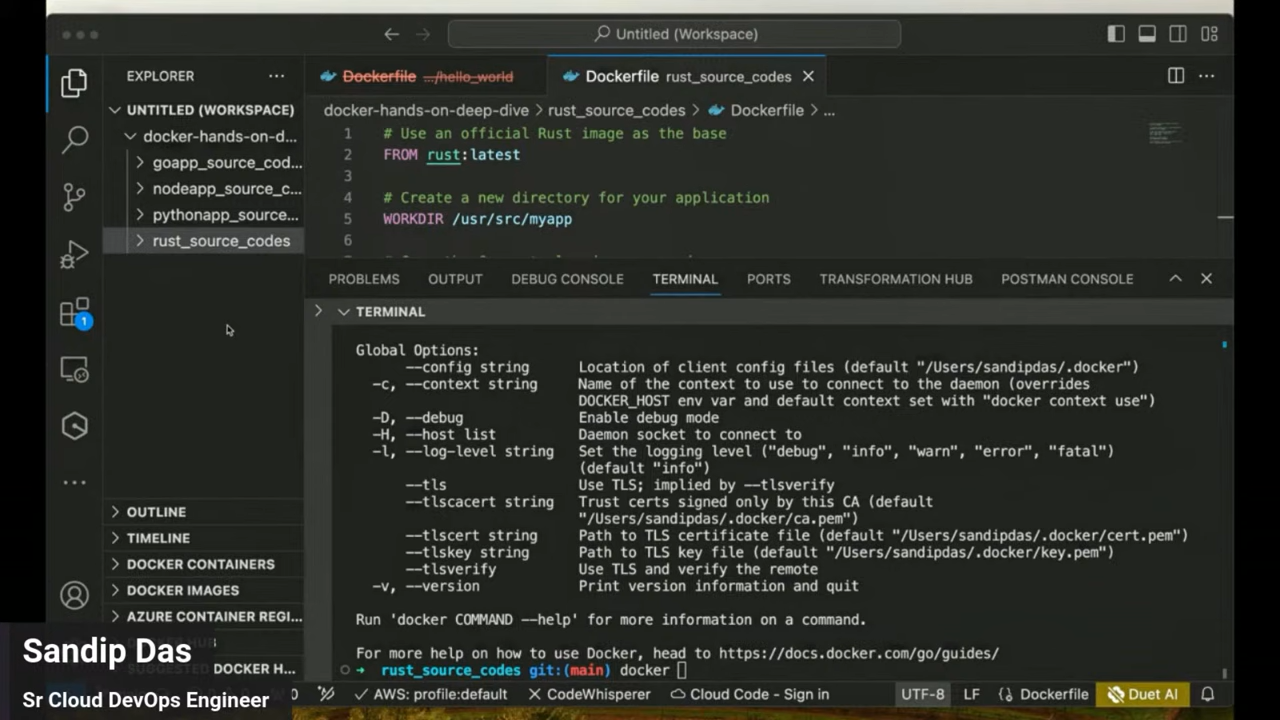 Untitled (Workspace)
EXPLORER
Dockerfile .../hello_world
Dockerfile rust_source_codes
UNTITLED (WORKSPACE)
docker-hands-on-d...
goapp_source_cod...
nodeapp_source_c...
pythonapp_source...
rust_source_codes
docker-hands-on-deep-dive > rust_source_codes > Dockerfile > ...
1 # Use an official Rust image as the base
2 FROM rust:latest
3
4 # Create a new directory for your application
5 WORKDIR /usr/src/myapp
6
PROBLEMS OUTPUT DEBUG CONSOLE TERMINAL PORTS TRANSFORMATION HUB POSTMAN CONSOLE
TERMINAL
Global Options:
--config string Location of client config files (default "/Users/sandipdas/.docker")
-c, --context string Name of the context to use to connect to the daemon (overrides
DOCKER_HOST env var and default context set with "docker context use")
-D, --debug Enable debug mode
-H, --host list Daemon socket to connect to
-l, --log-level string Set the logging level ("debug", "info", "warn", "error", "fatal")
(default "info")
--tls Use TLS; implied by --tlsverify
--tlscacert string Trust certs signed only by this CA (default
"/Users/sandipdas/.docker/ca.pem")
--tlscert string Path to TLS certificate file (default "/Users/sandipdas/.docker/cert.pem")
--tlskey string Path to TLS key file (default "/Users/sandipdas/.docker/key.pem")
--tlsverify Use TLS and verify the remote
-v, --version Print version information and quit
Run 'docker COMMAND --help' for more information on a command.
For more help on how to use Docker, head to https://docs.docker.com/go/guides/
rust_source_codes git:(main) docker
1
OUTLINE
TIMELINE
DOCKER CONTAINERS
DOCKER IMAGES
AZURE CONTAINER REGI...
DOCKER H...
Sandip Das
Sr Cloud DevOps Engineer
0 AWS: profile:default CodeWhisperer Cloud Code - Sign in UTF-8 LF Dockerfile Duet AI